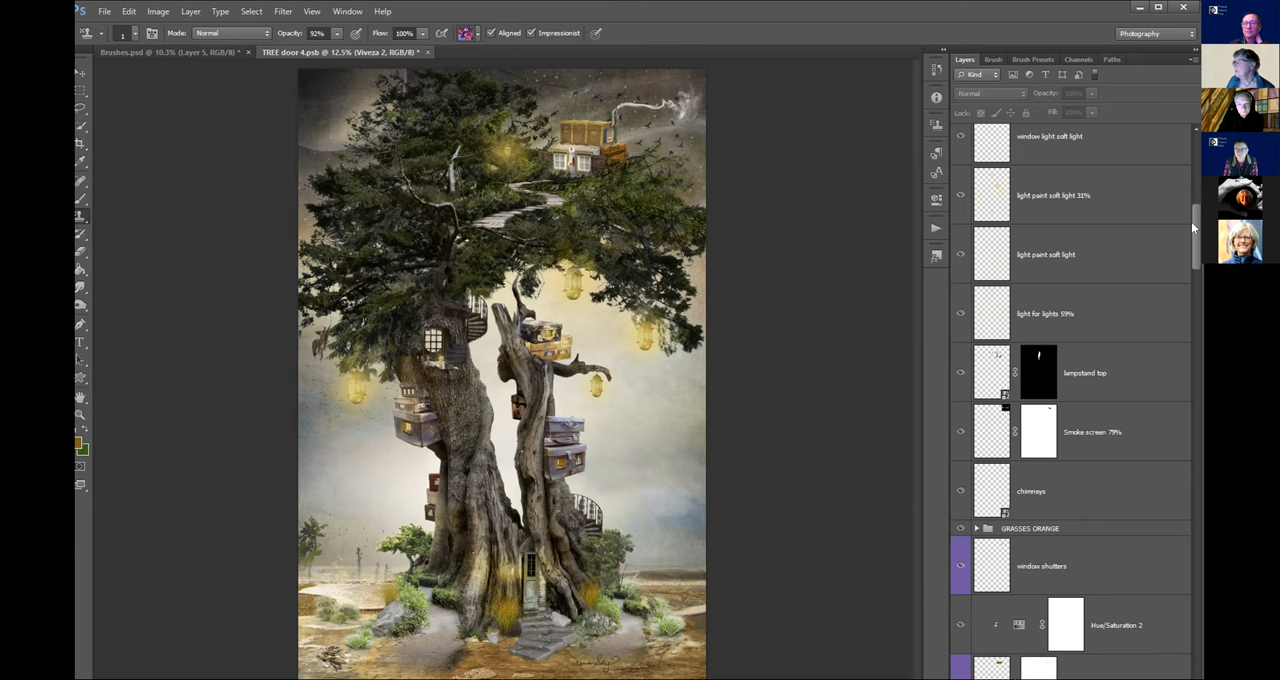 Ps File Edit Image Layer Type Select Filter View Window Help
1 Mode: Normal Opacity: 92% Flow: 100% Aligned Impressionist Photography
Brushes.psd @ 10.3% (Layer 5, RGB/8) * × TREE door 4.psb @ 12.5% (Viveza 2, RGB/8) * ×
Layers Brush Brush Presets Channels Paths
Kind
Normal Opacity: 100%
Lock: Fill: 100%
window light soft light
light paint soft light 31%
light paint soft light
light for lights 59%
lampstand top
Smoke screen 79%
chimneys
GRASSES ORANGE
window shutters
Hue/Saturation 2